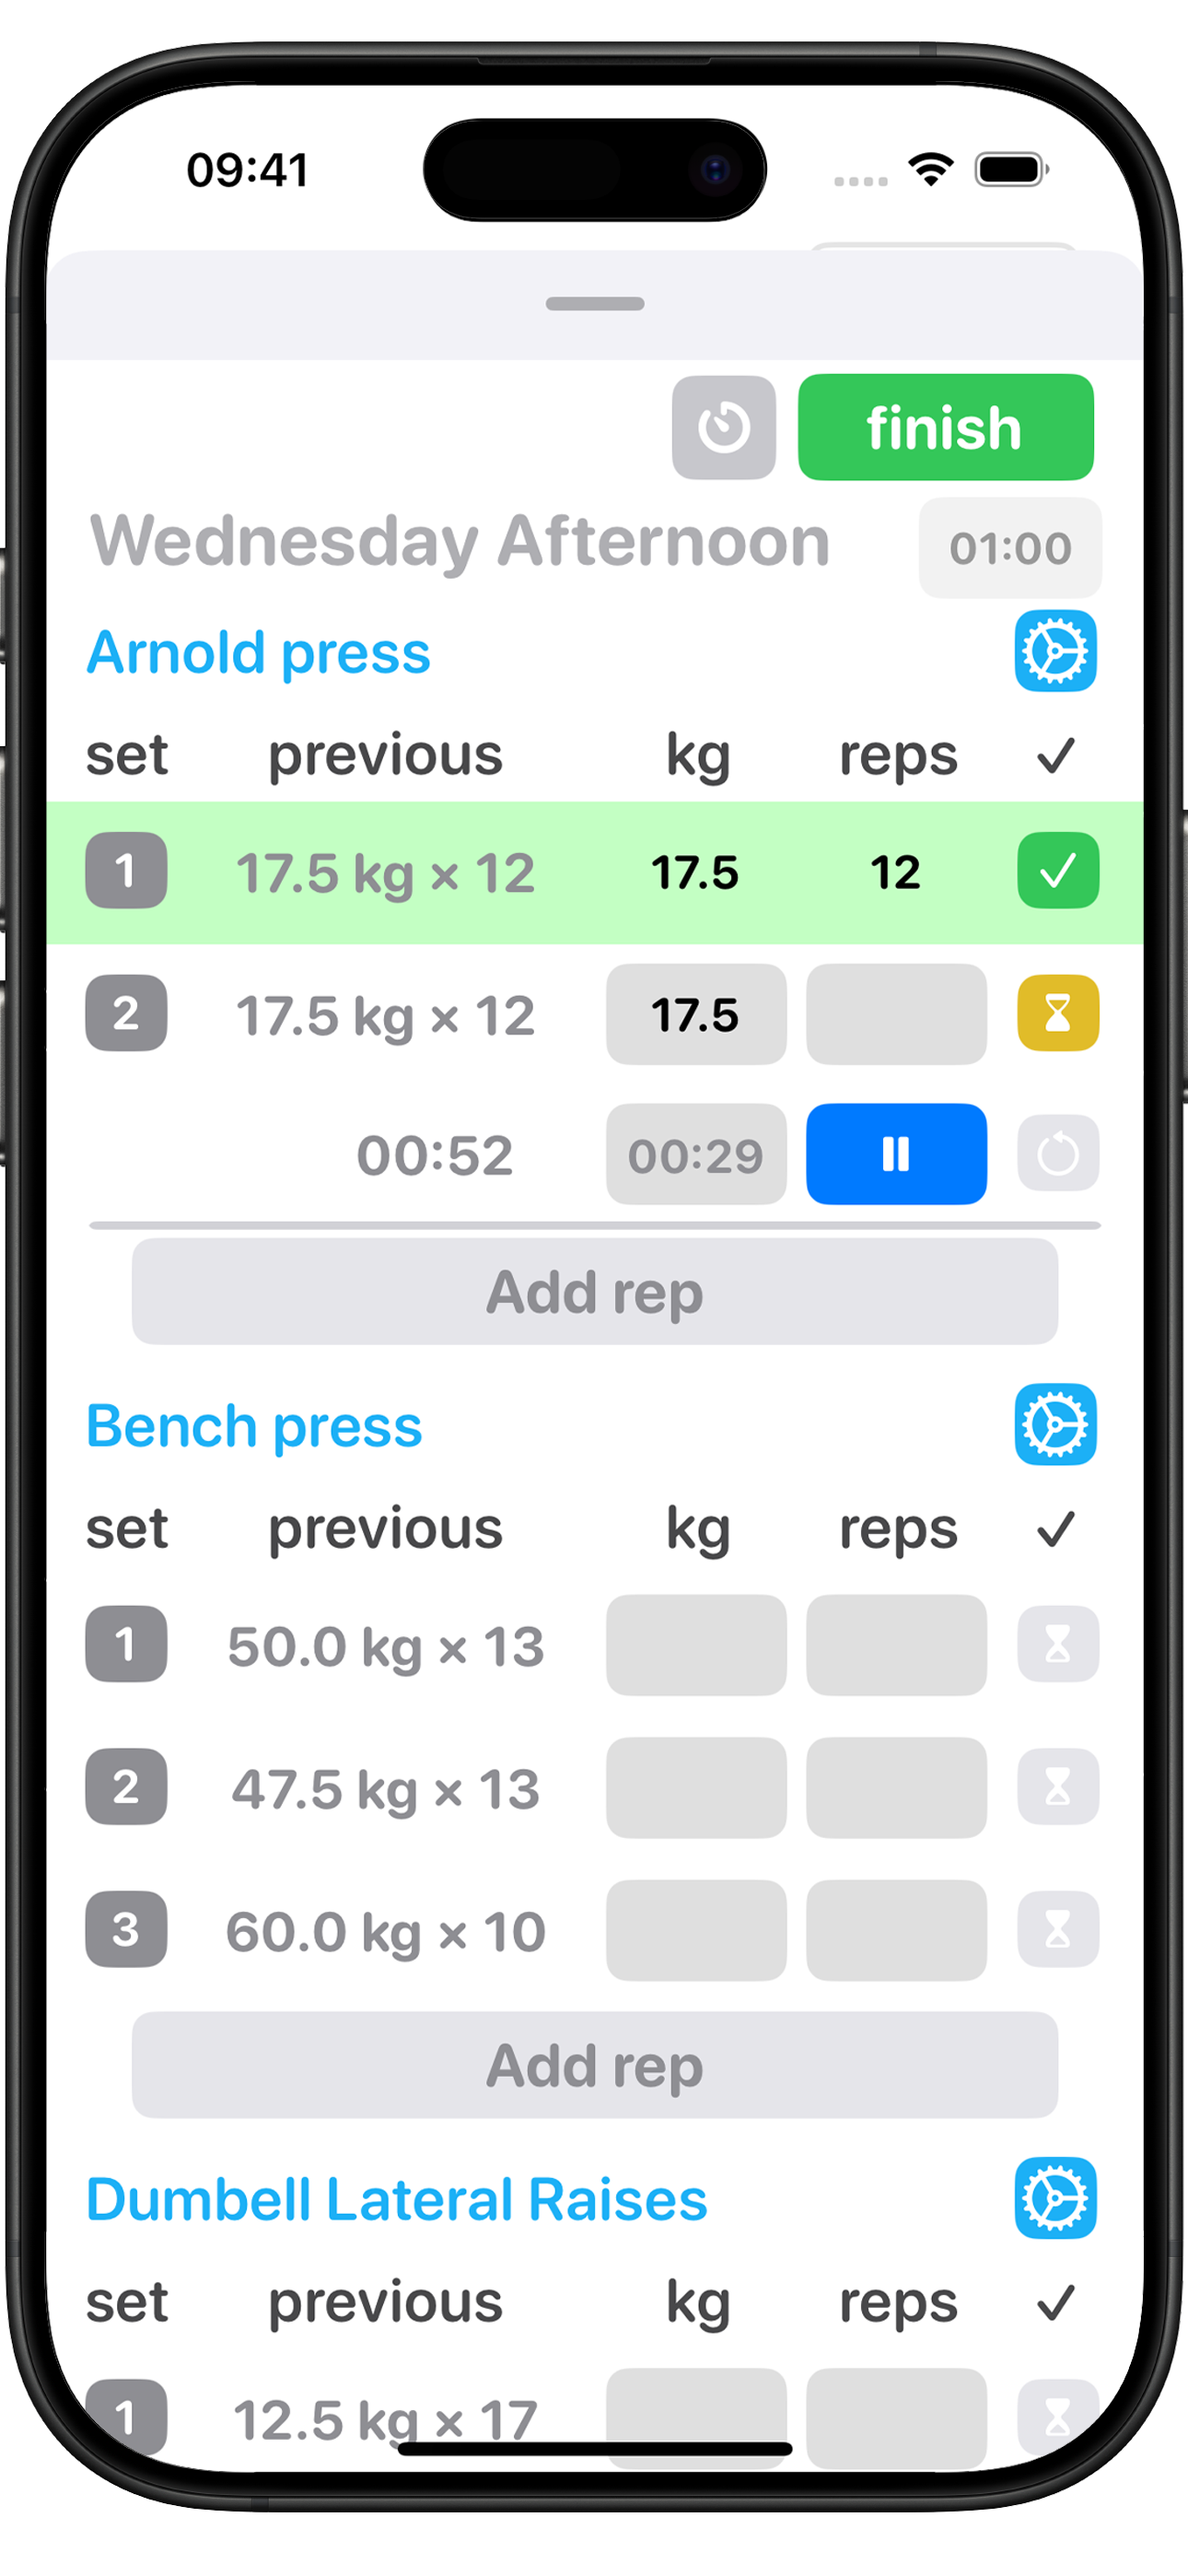 09:41
finish
Wednesday Afternoon 01:00
Arnold press
set previous kg reps ✓
1 17.5 kg × 12 17.5 12 ✓
2 17.5 kg × 12 17.5
00:52 00:29
Add rep
Bench press
set previous kg reps ✓
1 50.0 kg × 13
2 47.5 kg × 13
3 60.0 kg × 10
Add rep
Dumbell Lateral Raises
set previous kg reps ✓
1 12.5 kg × 17